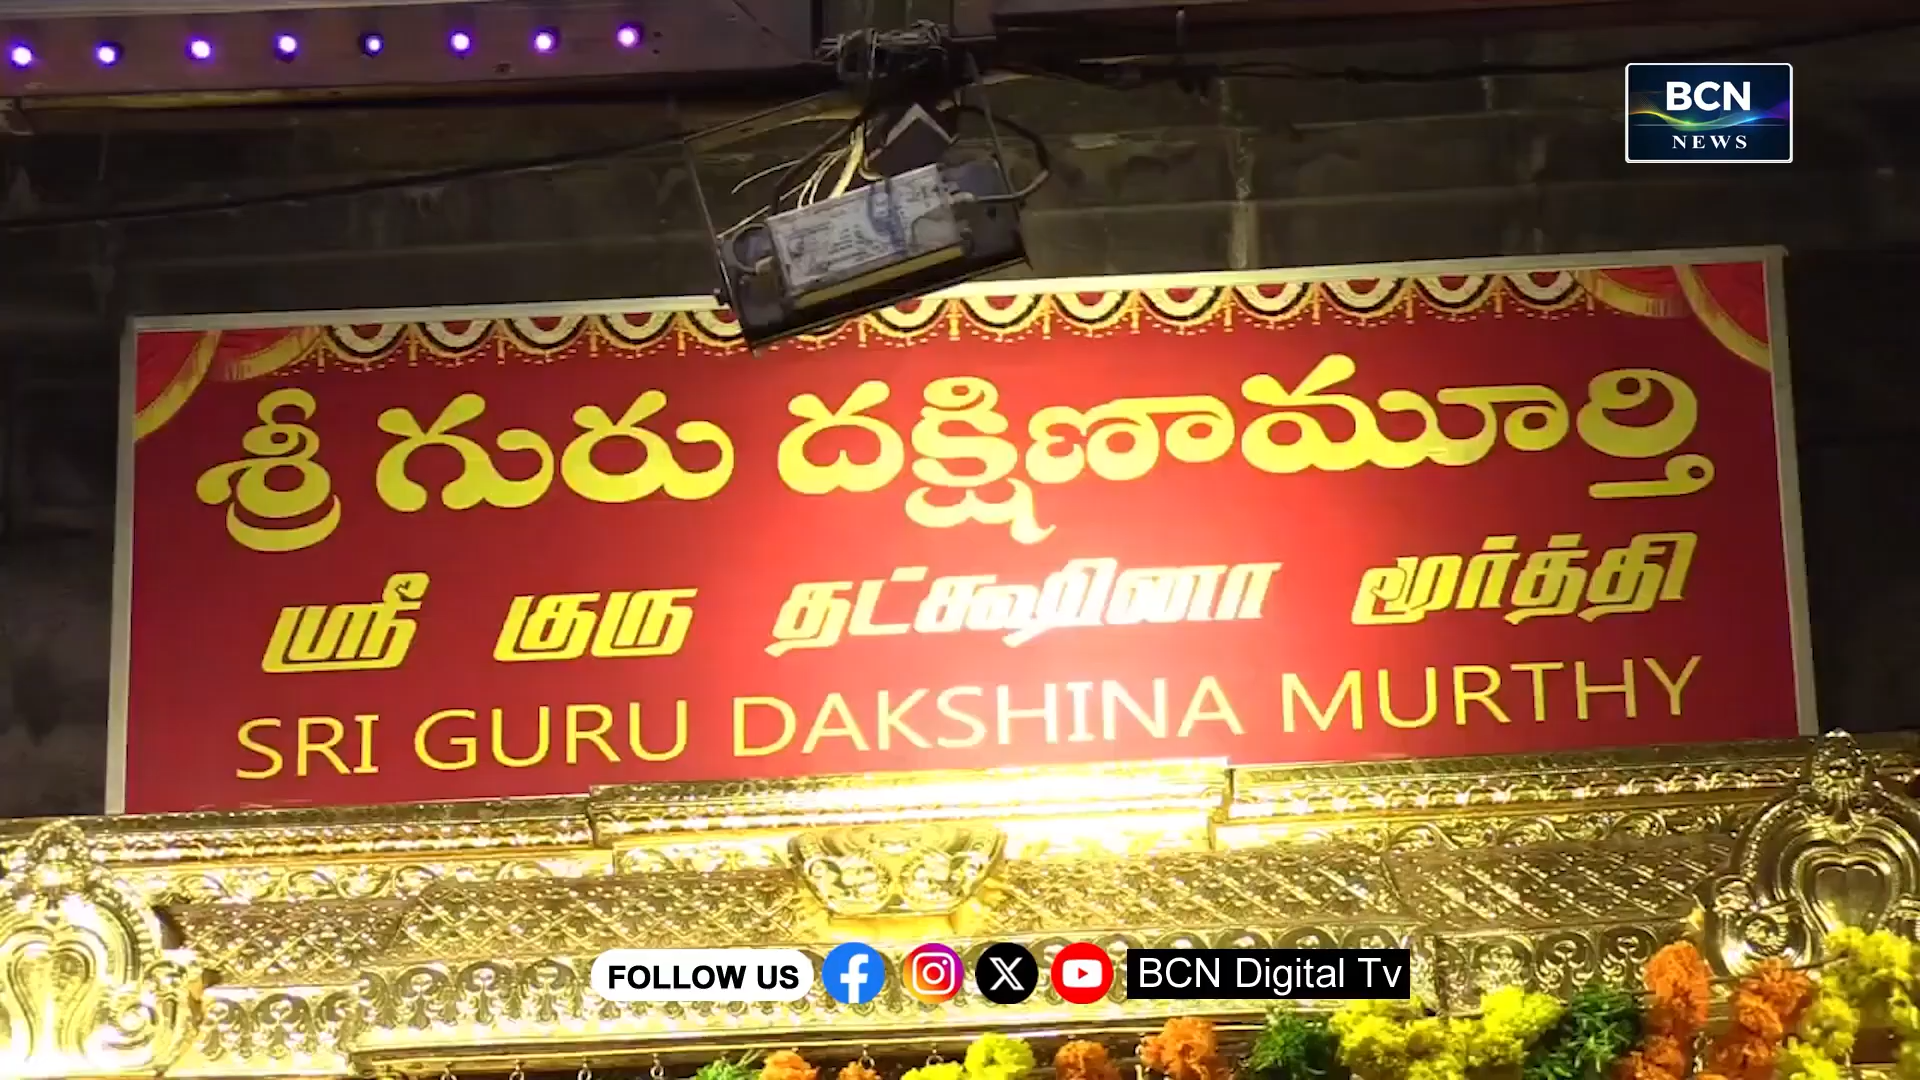 BCN
NEWS
శ్రీ గురు దక్షిణామూర్తి
ஸ்ரீ குரு தட்க்ஷிணா மூர்த்தி
SRI GURU DAKSHINA MURTHY
FOLLOW US BCN Digital Tv